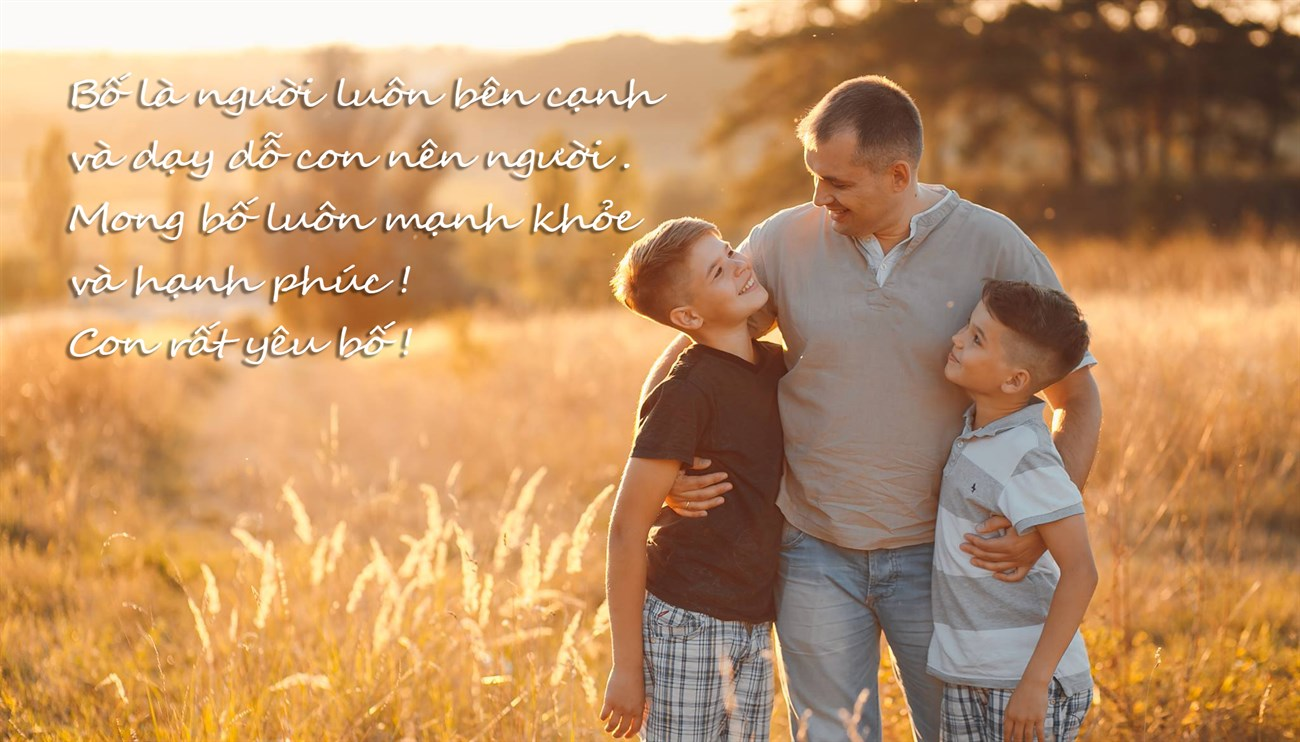 Bố là người luôn bên cạnh
và dạy dỗ con nên người.
Mong bố luôn mạnh khỏe
và hạnh phúc!
Con rất yêu bố!